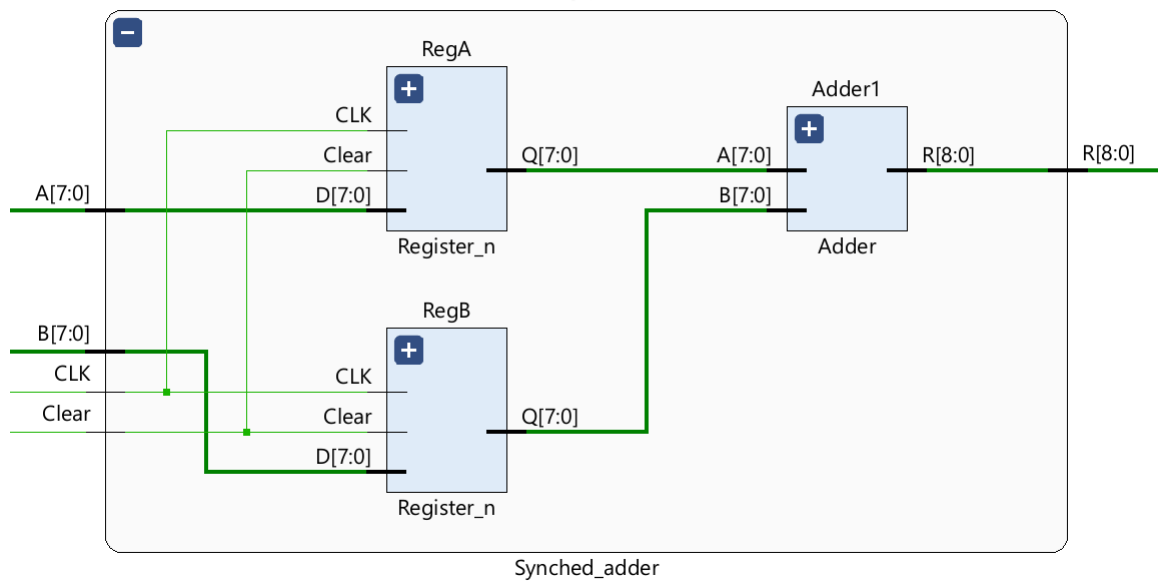 RegA
Adder1
CLK
Clear
Q[7:0]
A[7:0]
R[8:0]
R[8:0]
A[7:0]
D[7:0]
B[7:0]
Register_n
Adder
RegB
B[7:0]
CLK
CLK
Clear
Clear
Q[7:0]
D[7:0]
Register_n
Synched_adder